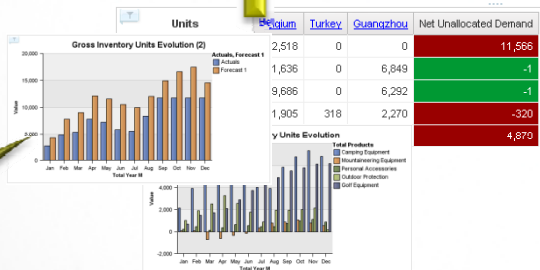 Units
Belgium Turkey Guangzhou Net Unallocated Demand
2,518 0 0 11,566
1,636 0 6,849 -1
9,686 0 6,292 -1
1,905 318 2,270 -320
4,879
Gross Inventory Units Evolution (2)
Actuals, Forecast 1
Actuals
Forecast 1
20,000
15,000
10,000
5,000
0
Value
Jan Feb Mar Apr May Jun Jul Aug Sep Oct Nov Dec
Total Year M
y Units Evolution
Total Products
Camping Equipment
Mountaineering Equipment
Personal Accessories
Outdoor Protection
Golf Equipment
4,000
2,000
0
-2,000
Value
Jan Feb Mar Apr May Jun Jul Aug Sep Oct Nov Dec
Total Year M